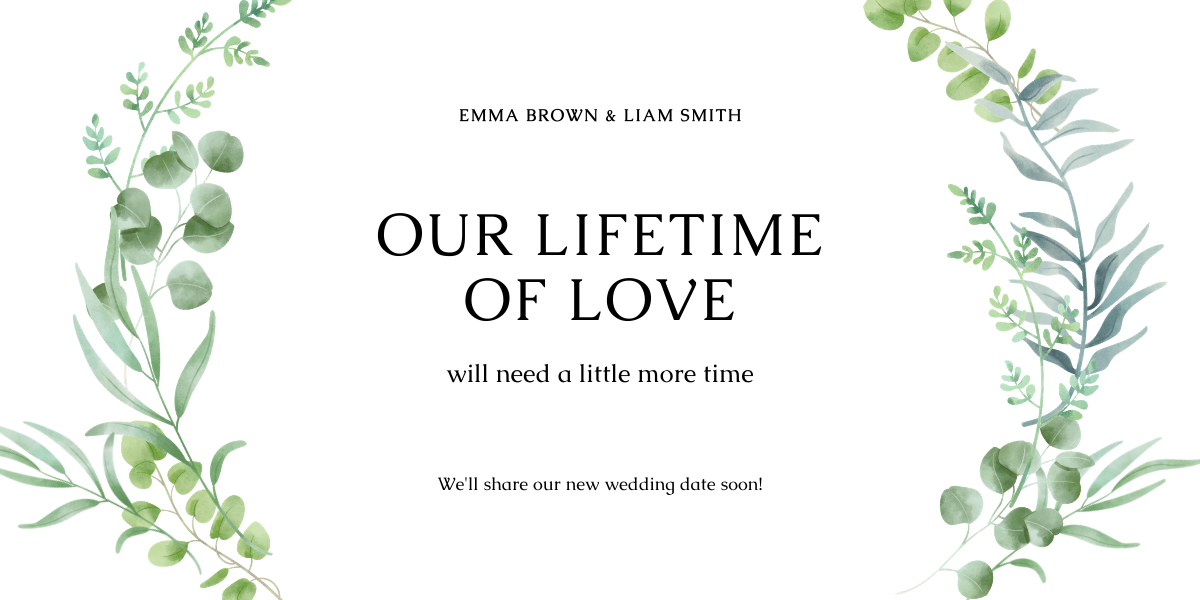 EMMA BROWN & LIAM SMITH
OUR LIFETIME
OF LOVE
will need a little more time
We'll share our new wedding date soon!